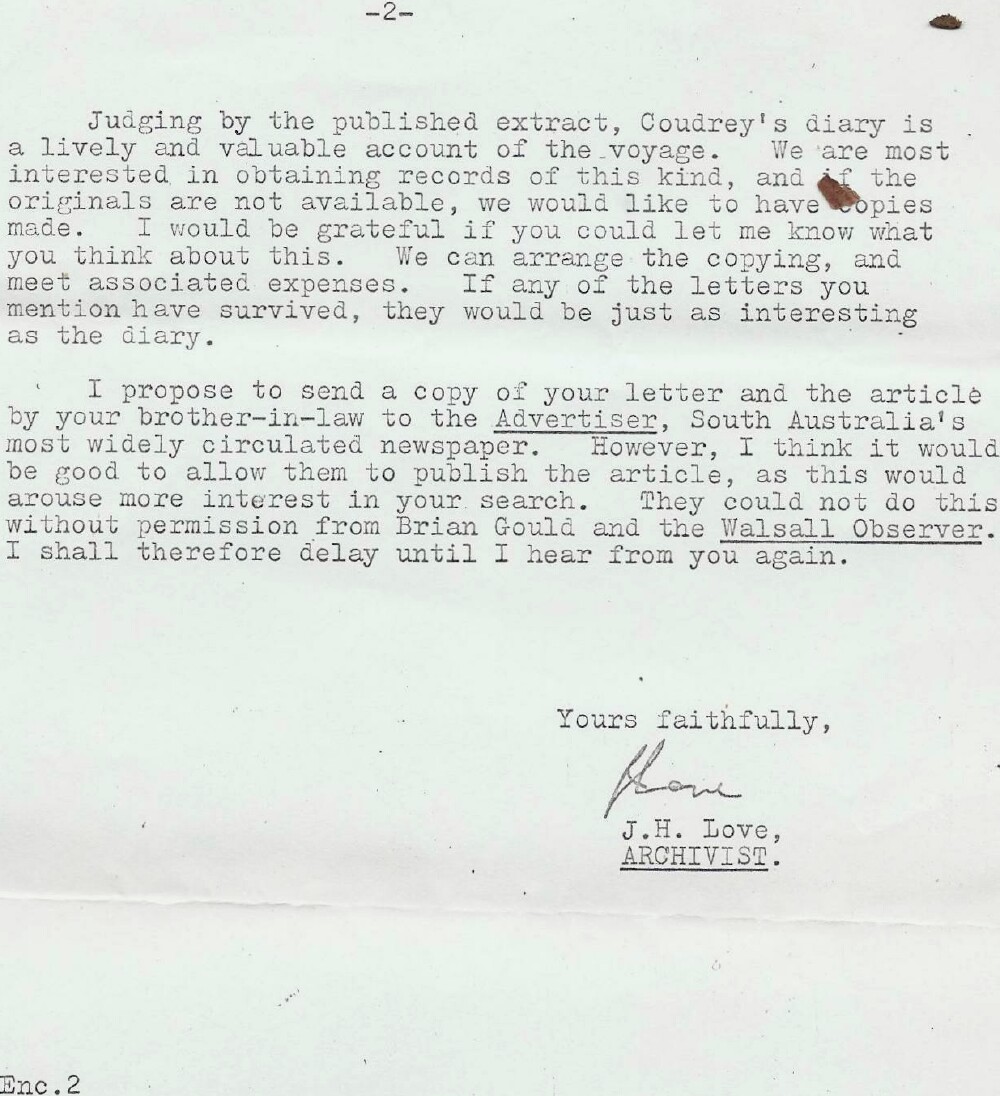 -2-
Judging by the published extract, Coudrey's diary is
a lively and valuable account of the voyage. We are most
interested in obtaining records of this kind, and if the
originals are not available, we would like to have copies
made. I would be grateful if you could let me know what
you think about this. We can arrange the copying, and
meet associated expenses. If any of the letters you
mention have survived, they would be just as interesting
as the diary.
I propose to send a copy of your letter and the article
by your brother-in-law to the Advertiser, South Australia's
most widely circulated newspaper. However, I think it would
be good to allow them to publish the article, as this would
arouse more interest in your search. They could not do this
without permission from Brian Gould and the Walsall Observer.
I shall therefore delay until I hear from you again.
Yours faithfully,
JHLove
J.H. Love,
ARCHIVIST.
Enc.2